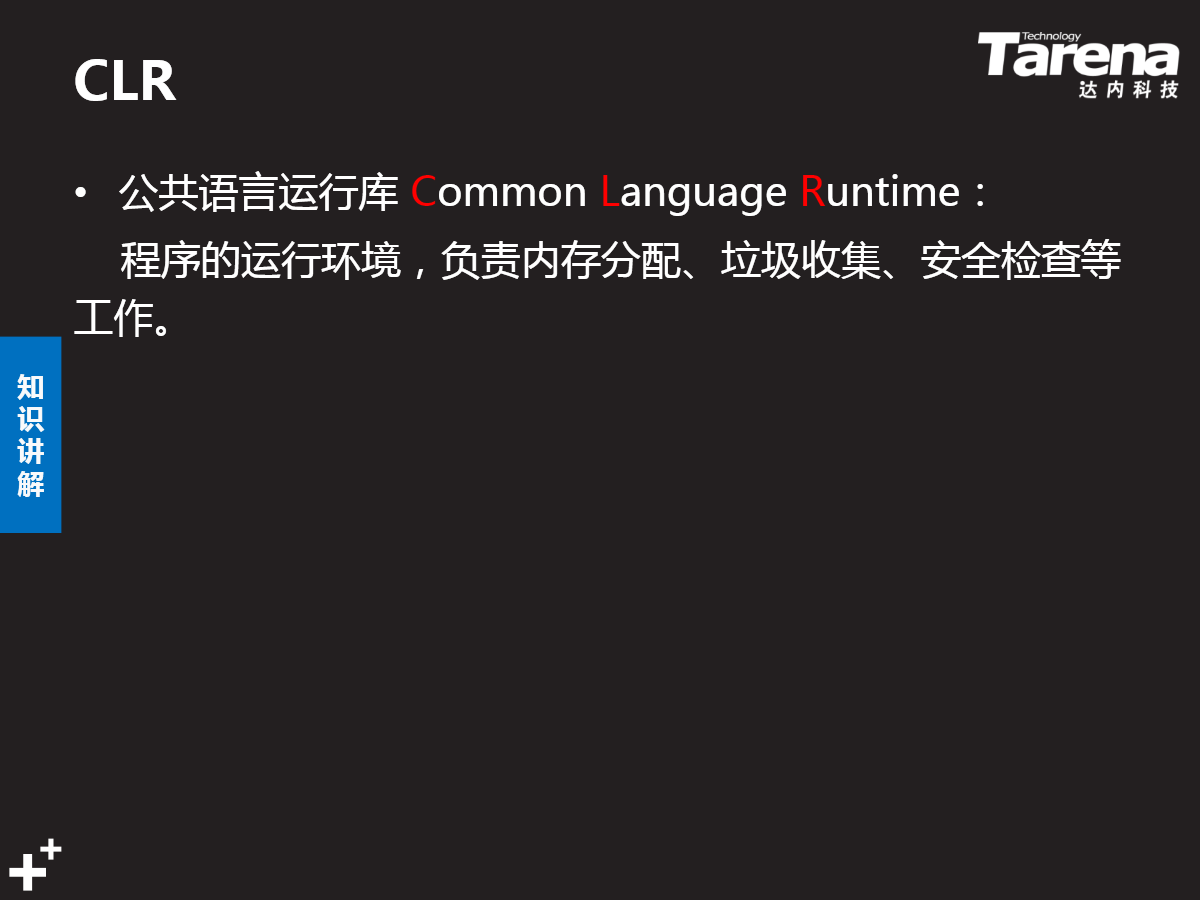 CLR
Technology
Tarena
达内科技
• 公共语言运行库 Common Language Runtime：
程序的运行环境，负责内存分配、垃圾收集、安全检查等
工作。
知
识
讲
解